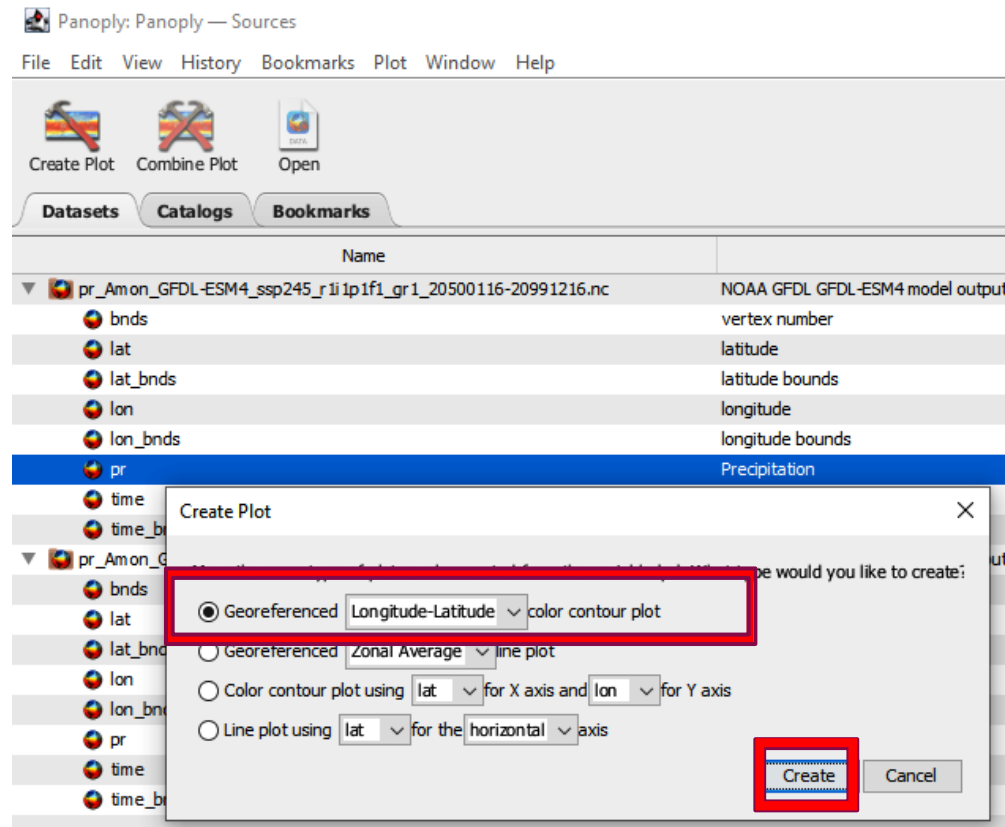 Panoply: Panoply — Sources
File Edit View History Bookmarks Plot Window Help
DATA
Create Plot Combine Plot Open
Datasets Catalogs Bookmarks
Name
pr_Amon_GFDL-ESM4_ssp245_r1i1p1f1_gr1_20500116-20991216.nc NOAA GFDL GFDL-ESM4 model output
bnds vertex number
lat latitude
lat_bnds latitude bounds
lon longitude
lon_bnds longitude bounds
pr Precipitation
time
Create Plot
time_b
pr_Amon_G
would you like to create?
bnds
Georeferenced Longitude-Latitude color contour plot
lat
Georeferenced Zonal Average line plot
lat_bnd
lon
Color contour plot using lat for X axis and lon for Y axis
lon_bn
Line plot using lat for the horizontal axis
pr
time
Create Cancel
time_b